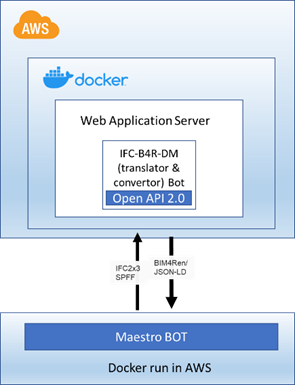 AWS
docker
Web Application Server
IFC-B4R-DM
(translator &
convertor) Bot
Open API 2.0
IFC2x3
SPFF
BIM4Ren/
JSON-LD
Maestro BOT
Docker run in AWS